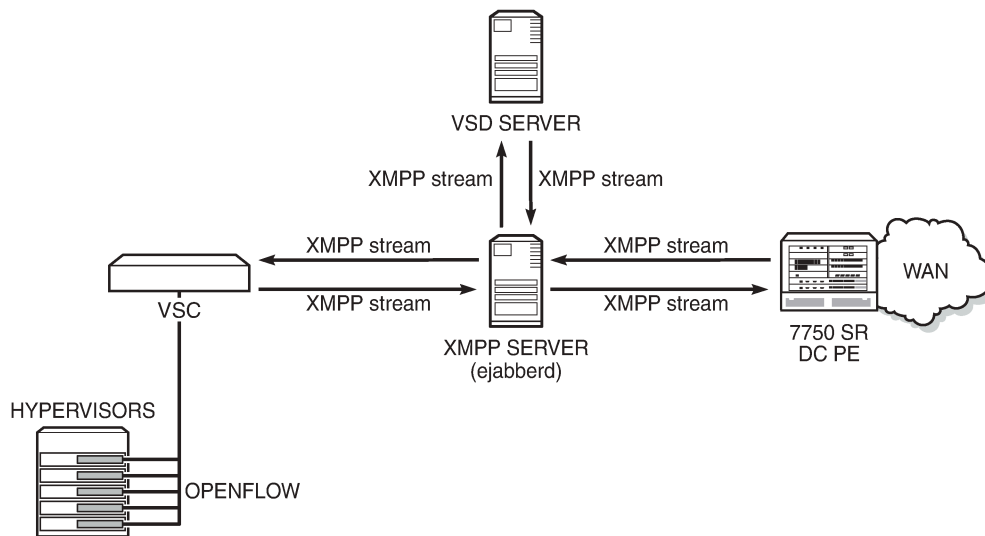 VSD SERVER
XMPP stream
XMPP stream
XMPP stream
XMPP stream
WAN
XMPP stream
XMPP stream
VSC
XMPP SERVER
(ejabberd)
7750 SR
DC PE
HYPERVISORS
OPENFLOW